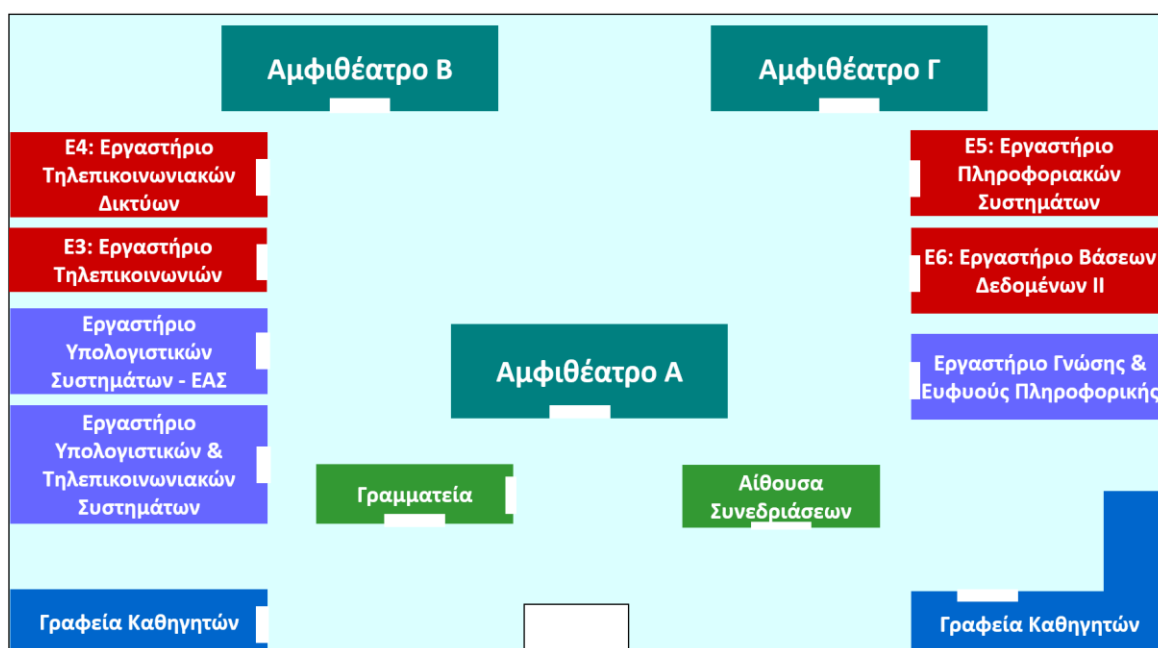 Αμφιθέατρο Β
Αμφιθέατρο Γ
Ε4: Εργαστήριο
Τηλεπικοινωνιακών
Δικτύων
Ε5: Εργαστήριο
Πληροφοριακών
Συστημάτων
Ε3: Εργαστήριο
Τηλεπικοινωνιών
Ε6: Εργαστήριο Βάσεων
Δεδομένων ΙΙ
Εργαστήριο
Υπολογιστικών
Συστημάτων - ΕΑΣ
Αμφιθέατρο Α
Εργαστήριο Γνώσης &
Ευφυούς Πληροφορικής
Εργαστήριο
Υπολογιστικών &
Τηλεπικοινωνιακών
Συστημάτων
Γραμματεία
Αίθουσα
Συνεδριάσεων
Γραφεία Καθηγητών
Γραφεία Καθηγητών